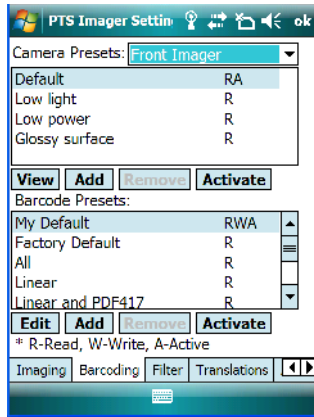 PTS Imager Settin ok
Camera Presets: Front Imager
Default RA
Low light R
Low power R
Glossy surface R
View Add Remove Activate
Barcode Presets:
My Default RWA
Factory Default R
All R
Linear R
Linear and PDF417 R
Edit Add Remove Activate
* R-Read, W-Write, A-Active
Imaging Barcoding Filter Translations